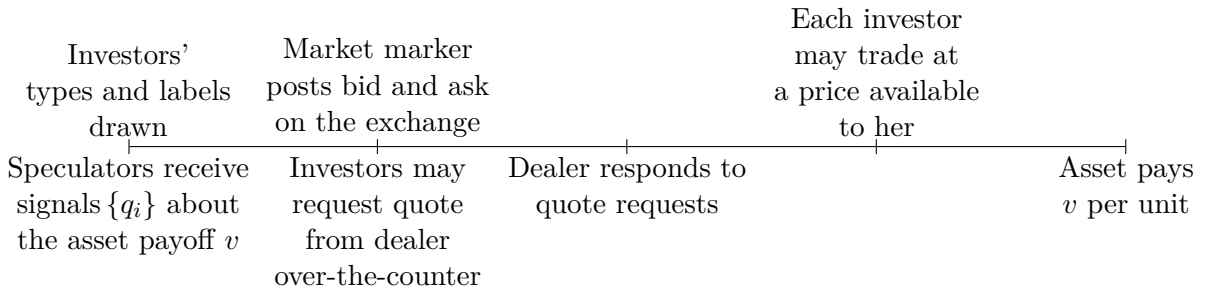 Investors'
types and labels
drawn
Speculators receive
signals {q_i} about
the asset payoff v
Market marker
posts bid and ask
on the exchange
Investors may
request quote
from dealer
over-the-counter
Dealer responds to
quote requests
Each investor
may trade at
a price available
to her
Asset pays
v per unit